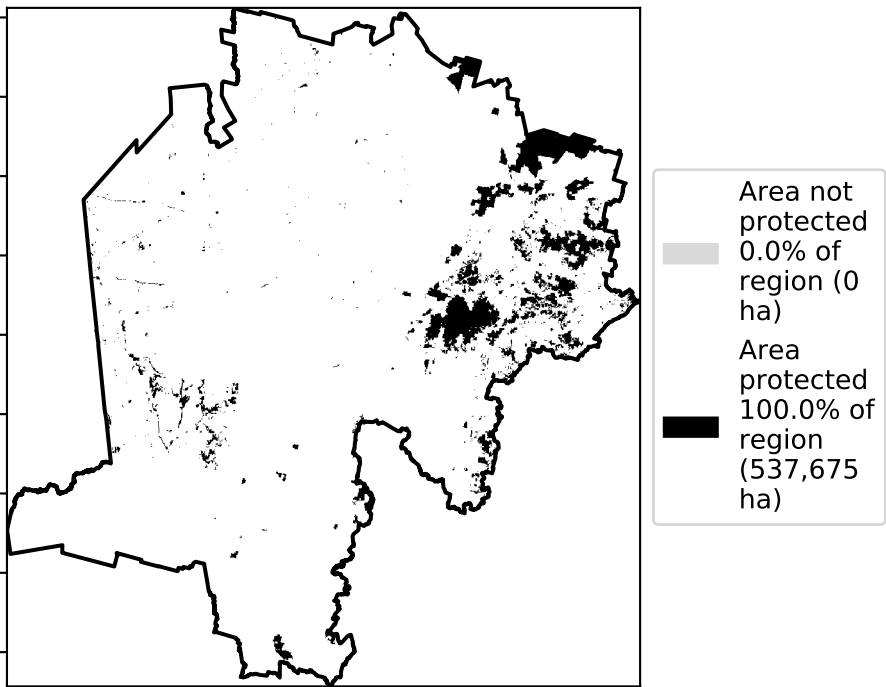 Area not
protected
0.0% of
region (0
ha)
Area
protected
100.0% of
region
(537,675
ha)